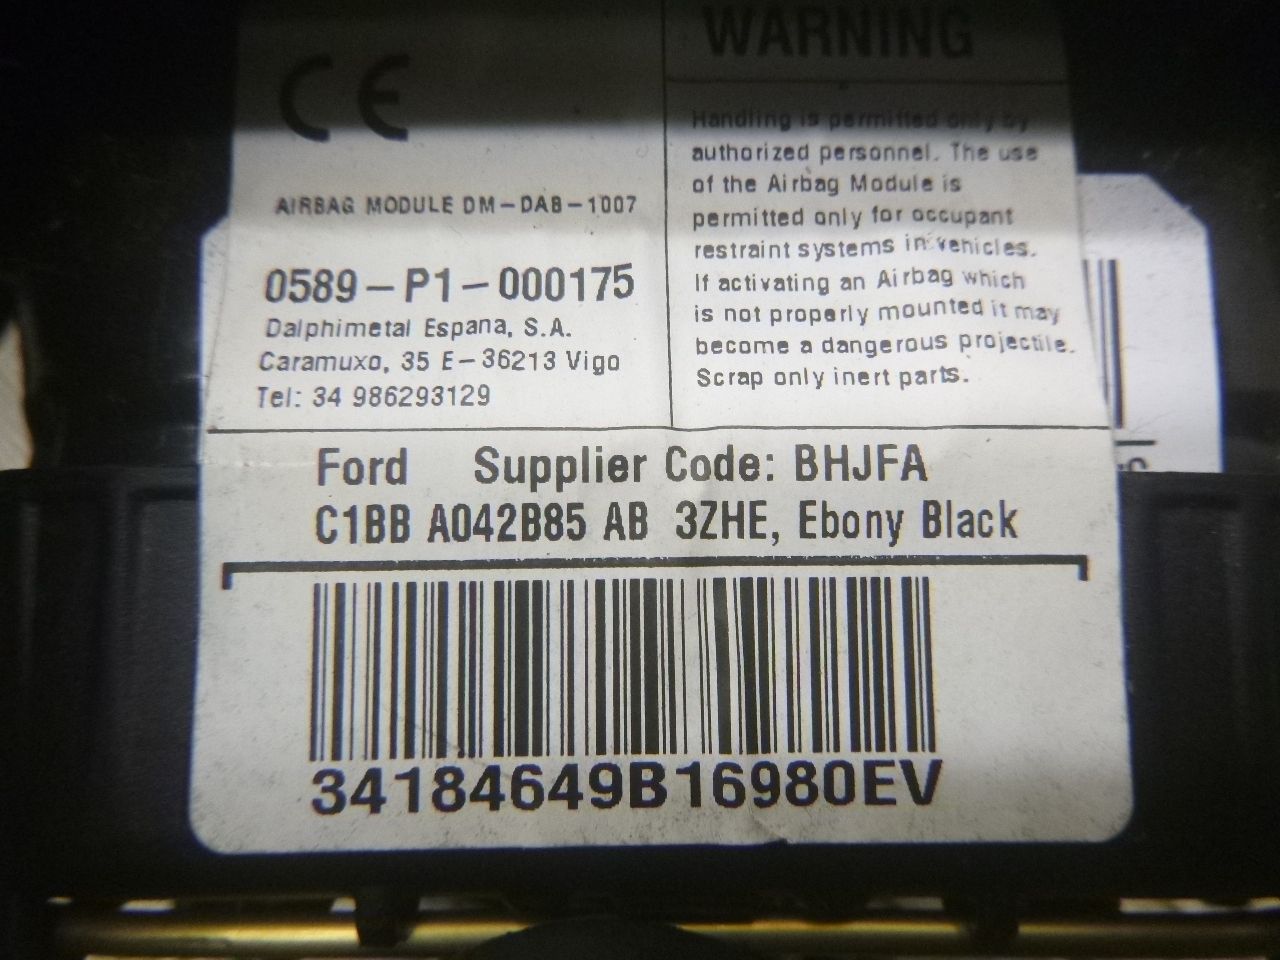 CE
AIRBAG MODULE DM-DAB-1007
0589-P1-000175
Dalphimetal Espana, S.A.
Caramuxo, 35 E-36213 Vigo
Tel: 34 986293129
WARNING
Handling is permitted only by
authorized personnel. The use
of the Airbag Module is
permitted only for occupant
restraint systems in vehicles.
If activating an Airbag which
is not properly mounted it may
become a dangerous projectile.
Scrap only inert parts.
Ford Supplier Code: BHJFA
C1BB A042B85 AB 3ZHE, Ebony Black
34184649B16980EV